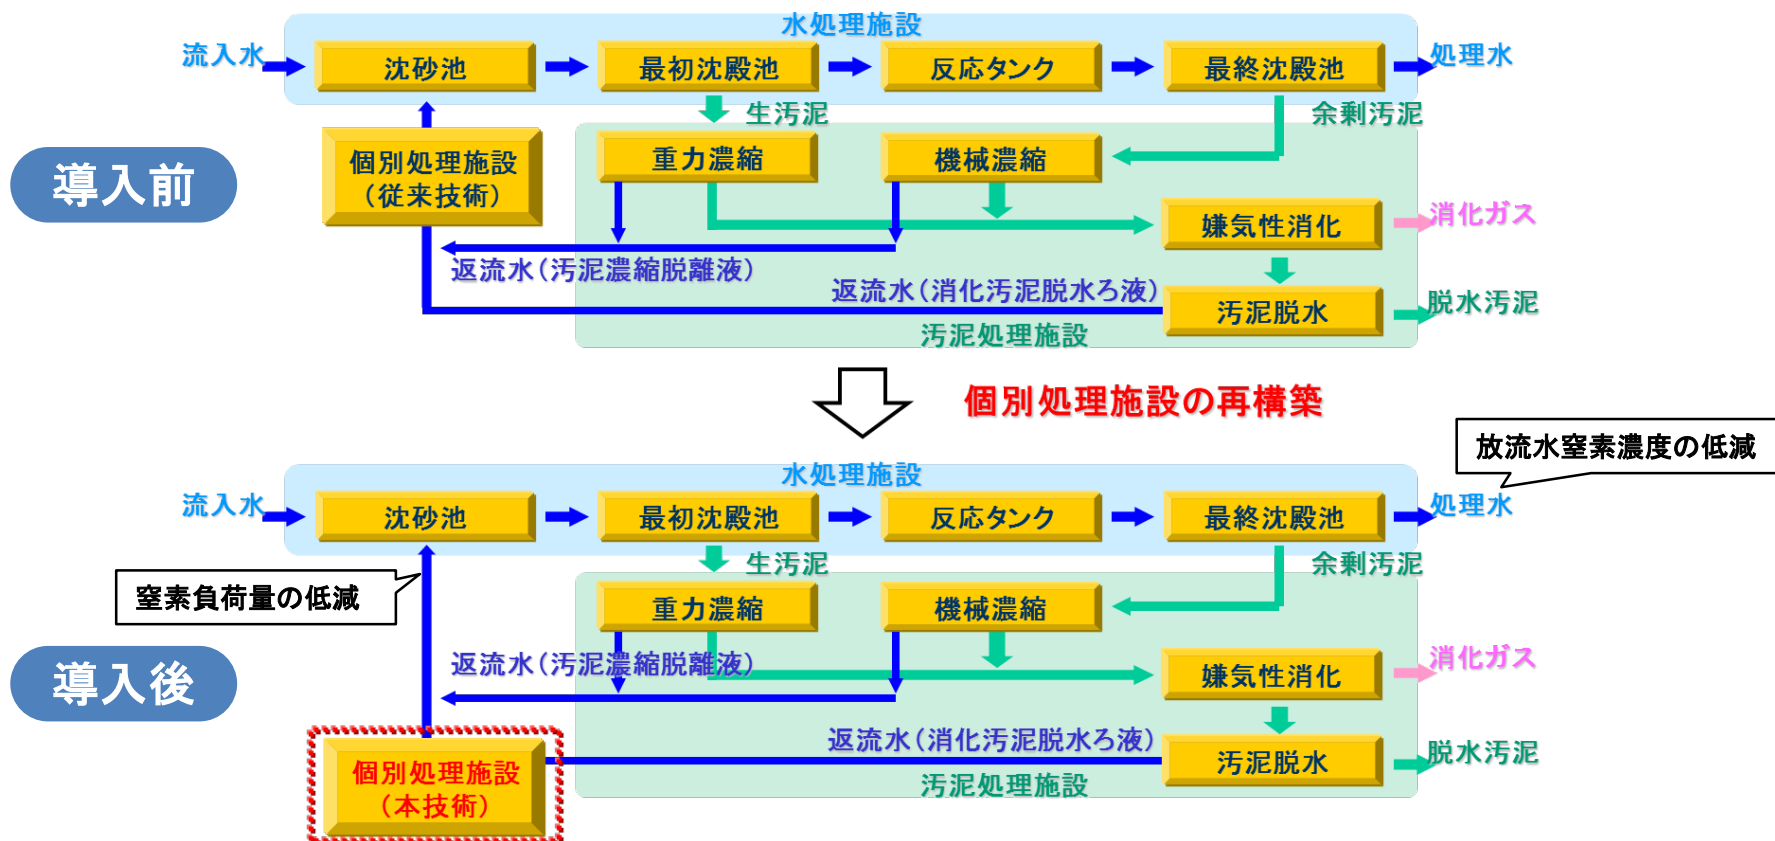 水処理施設
流入水
沈砂池
最初沈殿池
反応タンク
最終沈殿池
処理水
生汚泥
余剰汚泥
導入前
個別処理施設
（従来技術）
重力濃縮
機械濃縮
嫌気性消化
消化ガス
返流水（汚泥濃縮脱離液）
返流水（消化汚泥脱水ろ液）
汚泥脱水
脱水汚泥
汚泥処理施設
個別処理施設の再構築
放流水窒素濃度の低減
水処理施設
流入水
沈砂池
最初沈殿池
反応タンク
最終沈殿池
処理水
生汚泥
余剰汚泥
窒素負荷量の低減
重力濃縮
機械濃縮
導入後
返流水（汚泥濃縮脱離液）
嫌気性消化
消化ガス
返流水（消化汚泥脱水ろ液）
汚泥脱水
脱水汚泥
個別処理施設
（本技術）
汚泥処理施設